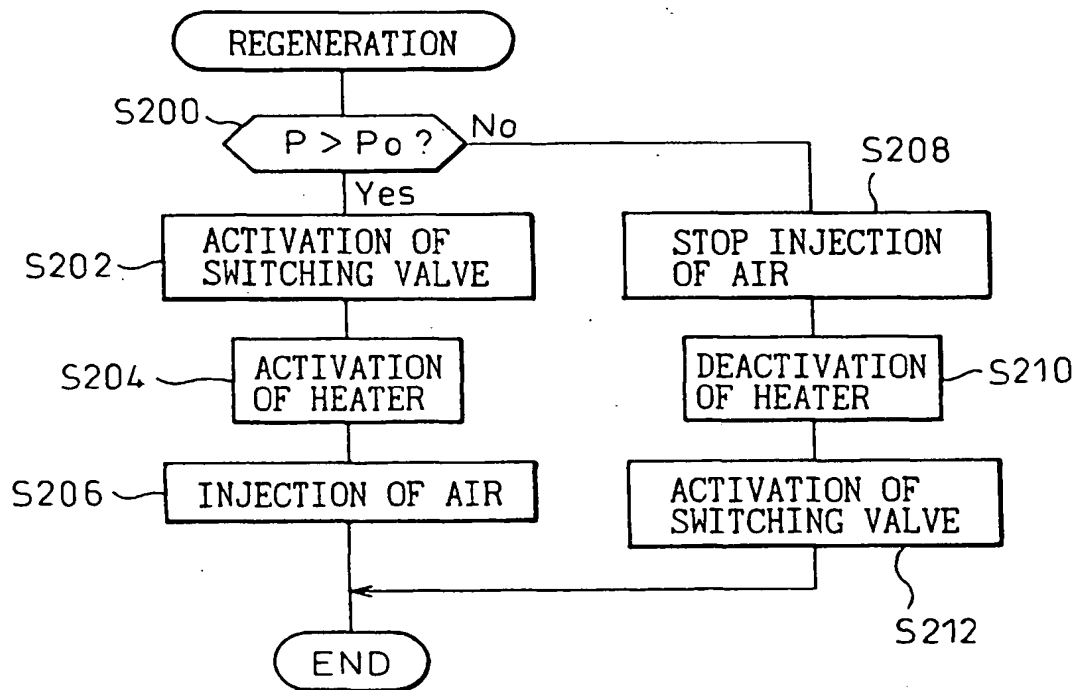 REGENERATION
S200
P > Po ?
No
Yes
S202
ACTIVATION OF
SWITCHING VALVE
S204
ACTIVATION
OF HEATER
S206
INJECTION OF AIR
S208
STOP INJECTION
OF AIR
DEACTIVATION
OF HEATER
S210
ACTIVATION OF
SWITCHING VALVE
S212
END